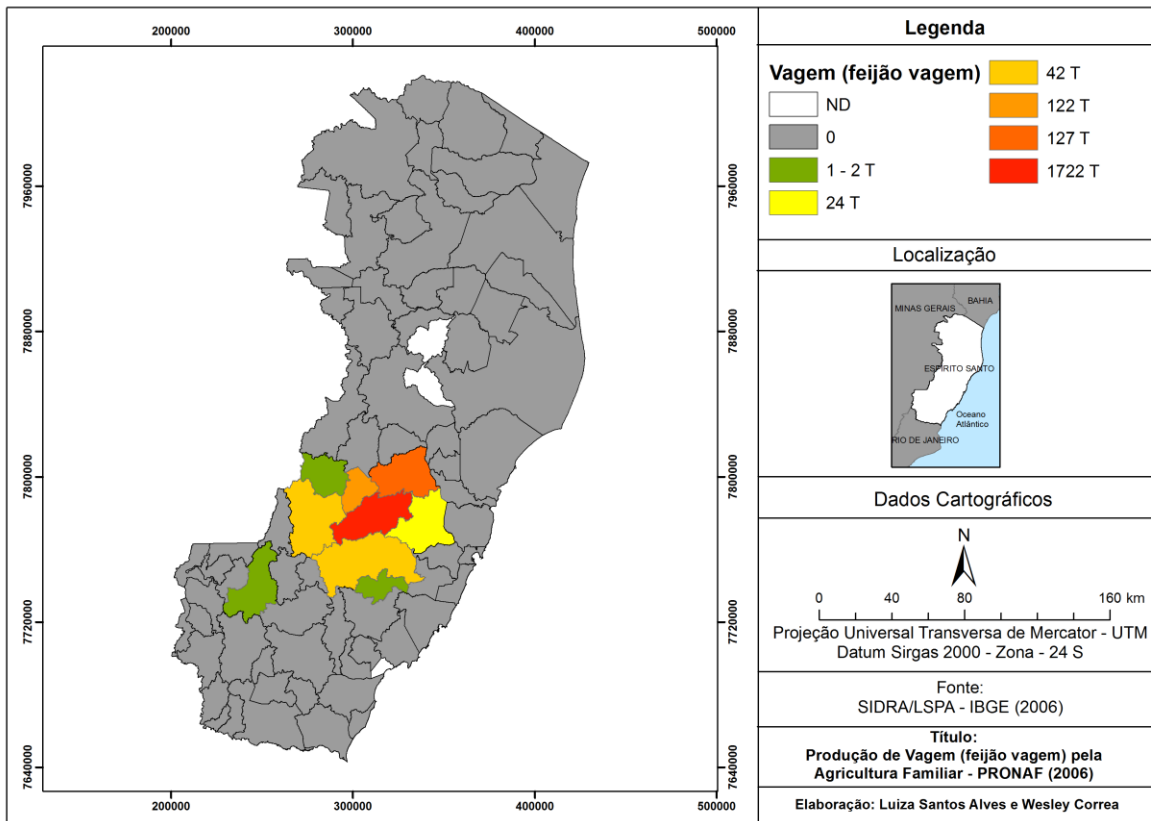 200000
300000
400000
500000
7960000
7880000
7800000
7720000
7640000
7960000
7880000
7800000
7720000
7640000
200000
300000
400000
500000
Legenda
Vagem (feijão vagem)
ND
0
1 - 2 T
24 T
42 T
122 T
127 T
1722 T
Localização
MINAS GERAIS
BAHIA
ESPÍRITO SANTO
Oceano
Atlântico
RIO DE JANEIRO
Dados Cartográficos
N
0 40 80 160 km
Projeção Universal Transversa de Mercator - UTM
Datum Sirgas 2000 - Zona - 24 S
Fonte:
SIDRA/LSPA - IBGE (2006)
Título:
Produção de Vagem (feijão vagem) pela
Agricultura Familiar - PRONAF (2006)
Elaboração: Luiza Santos Alves e Wesley Correa